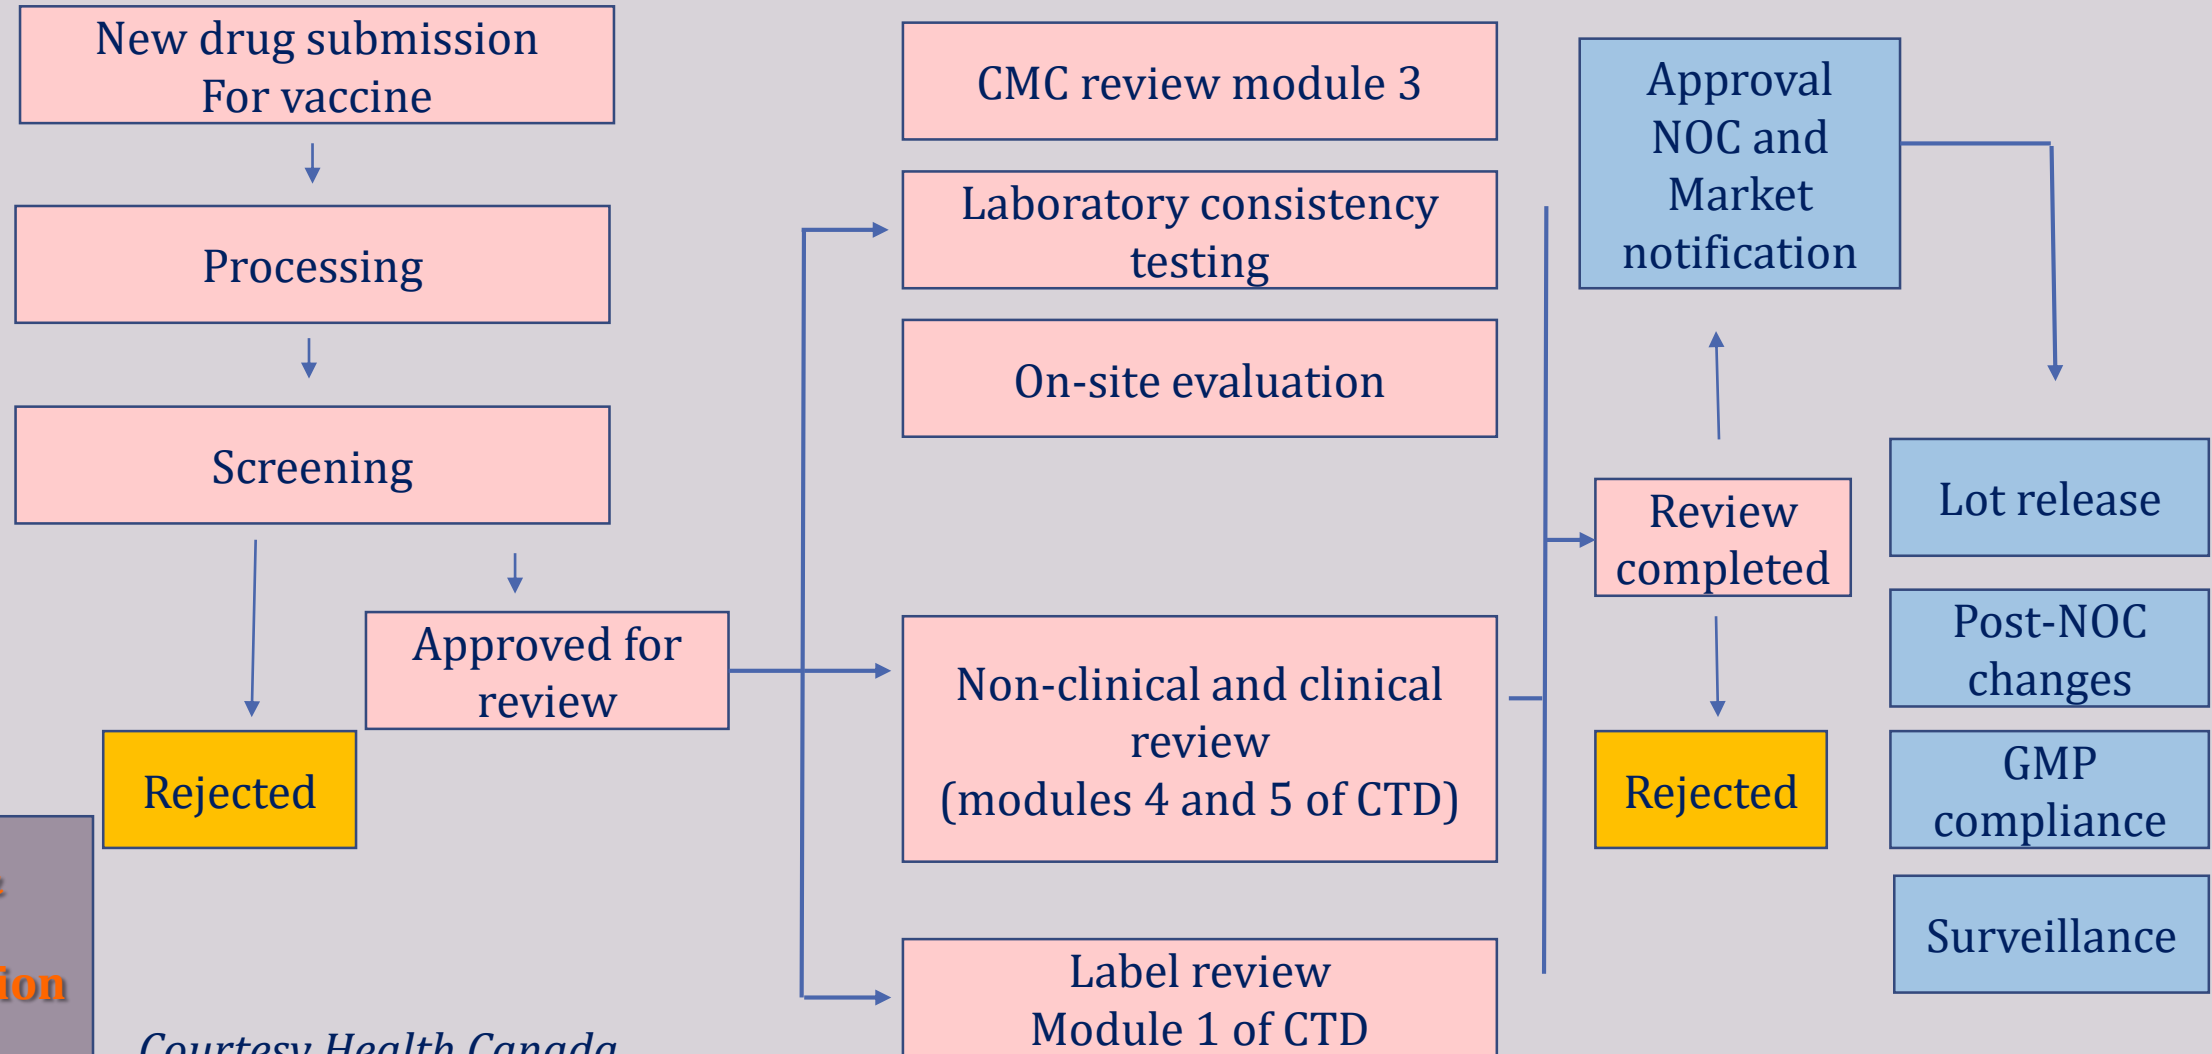 New drug submission
For vaccine
Processing
Screening
Approved for
review
Rejected
CMC review module 3
Laboratory consistency
testing
On-site evaluation
Non-clinical and clinical
review
(modules 4 and 5 of CTD)
Label review
Module 1 of CTD
Approval
NOC and
Market
notification
Review
completed
Rejected
Lot release
Post-NOC
changes
GMP
compliance
Surveillance
Courtesy Health Canada